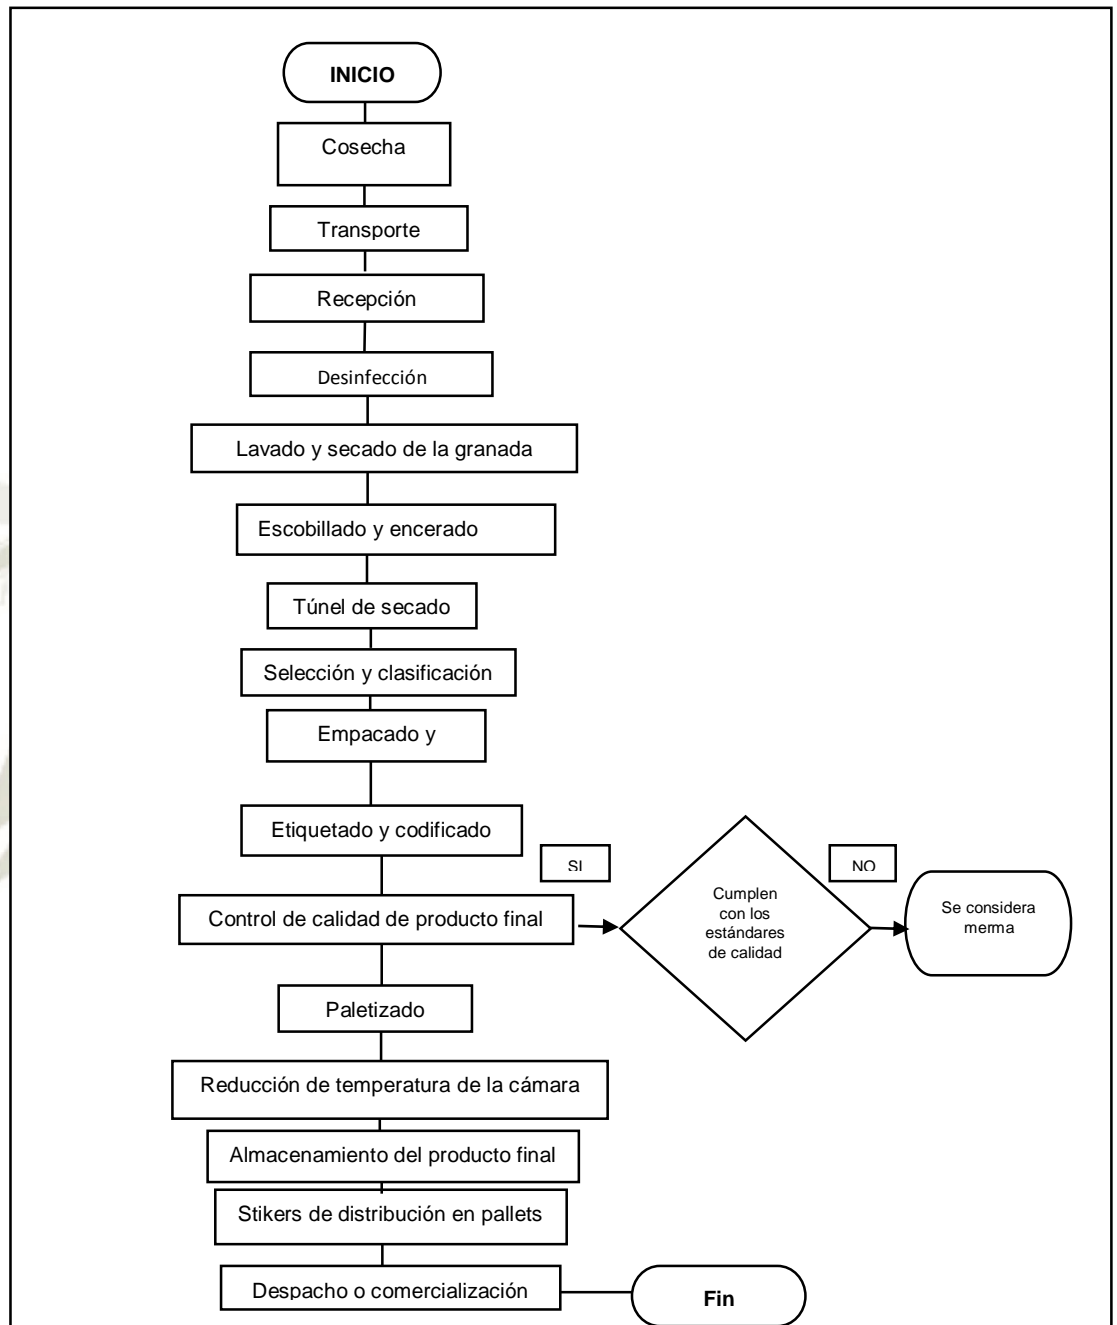 INICIO
Cosecha
Transporte
Recepción
Desinfección
Lavado y secado de la granada
Escobillado y encerado
Túnel de secado
Selección y clasificación
Empacado y
Etiquetado y codificado
SI
NO
Control de calidad de producto final
Cumplen
con los
estándares
de calidad
Se considera
merma
Paletizado
Reducción de temperatura de la cámara
Almacenamiento del producto final
Stikers de distribución en pallets
Despacho o comercialización
Fin